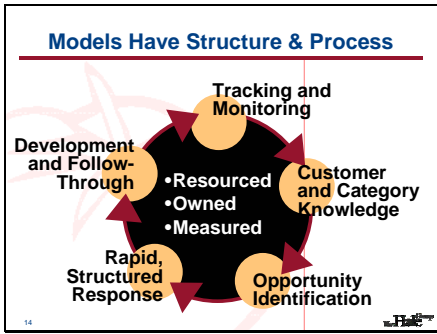 Models Have Structure & Process
Tracking and
Monitoring
Customer
and Category
Knowledge
Opportunity
Identification
Rapid,
Structured
Response
Development
and Follow-
Through
•Resourced
•Owned
•Measured
14